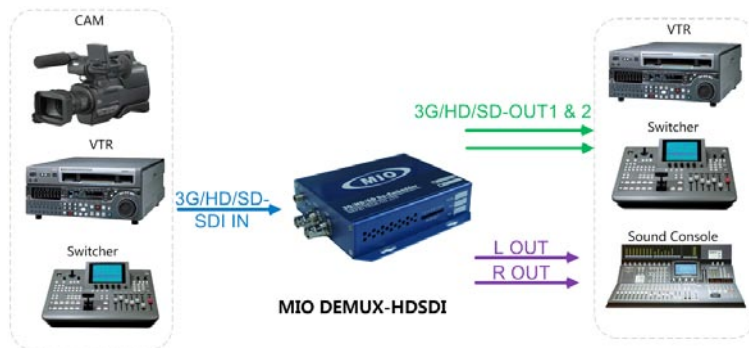 CAM
VTR
Switcher
3G/HD/SD-
SDI IN
MIO
MIO DEMUX-HDSDI
3G/HD/SD-OUT1 & 2
L OUT
R OUT
VTR
Switcher
Sound Console